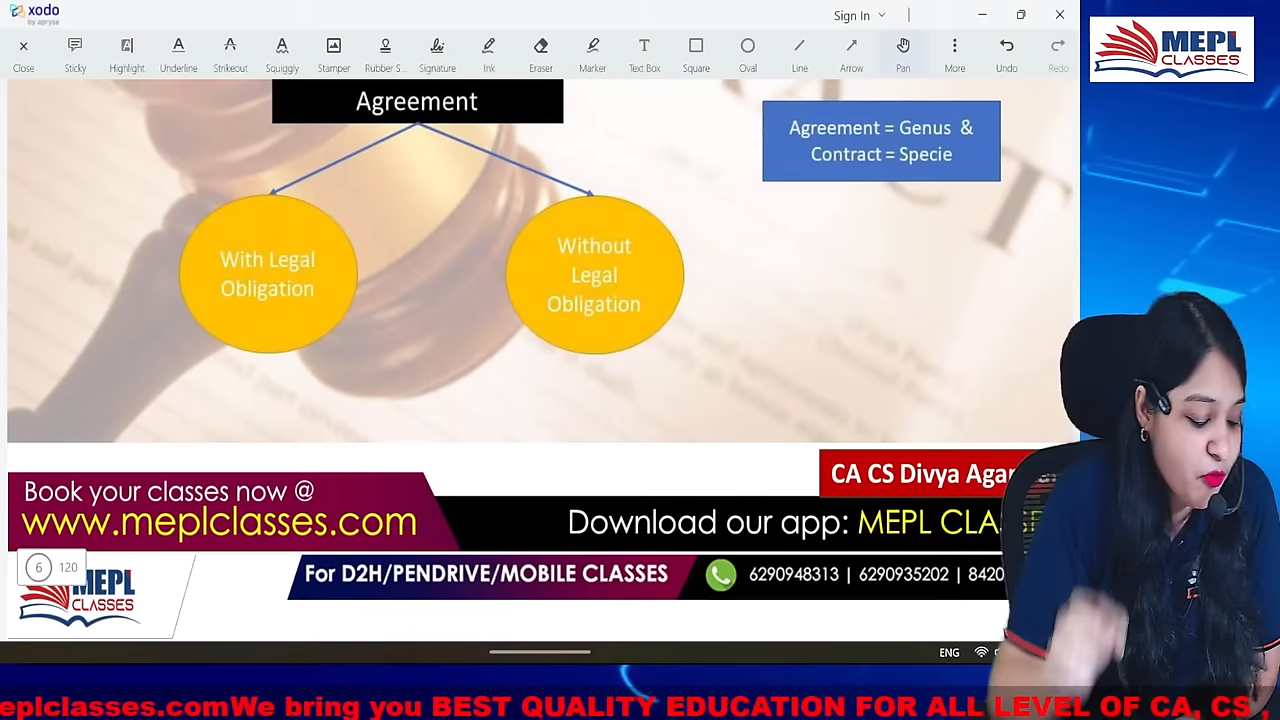 xodo
by apryse
Sign In
Close
Sticky
Highlight
Underline
Strikeout
Squiggly
Stamper
Rubber S...
Signature
Ink
Eraser
Marker
Text Box
Square
Oval
Line
Arrow
Pan
More
Undo
Redo
MEPL
CLASSES
Agreement
Agreement = Genus &
Contract = Specie
With Legal
Obligation
Without
Legal
Obligation
CA CS Divya Agar
Book your classes now @
www.meplclasses.com
Download our app: MEPL CLAS
6 120
MEPL
CLASSES
For D2H/PENDRIVE/MOBILE CLASSES
6290948313 | 6290935202 | 8420
ENG
eplclasses.comWe bring you BEST QUALITY EDUCATION FOR ALL LEVEL OF CA, CS ,